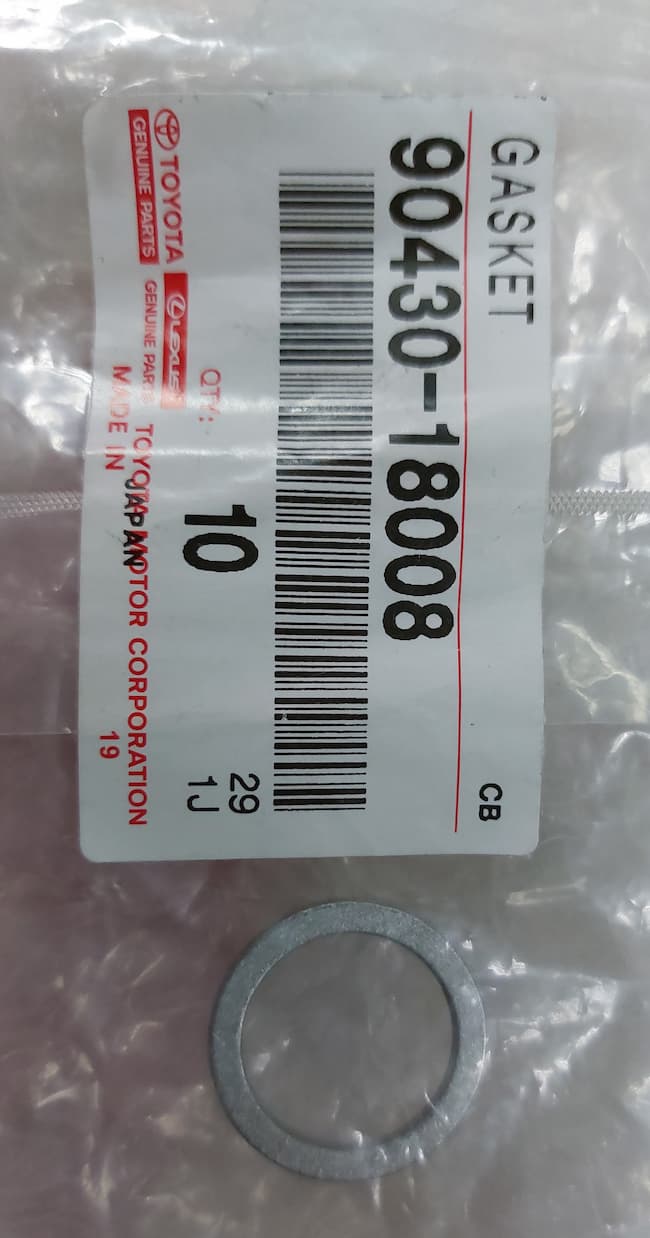 GASKET
CB
90430-18008
QTY:
10
29
1J
TOYOTA
GENUINE PARTS
LEXUS
GENUINE PARTS
TOYOTA MOTOR CORPORATION
MADE IN JAPAN
19